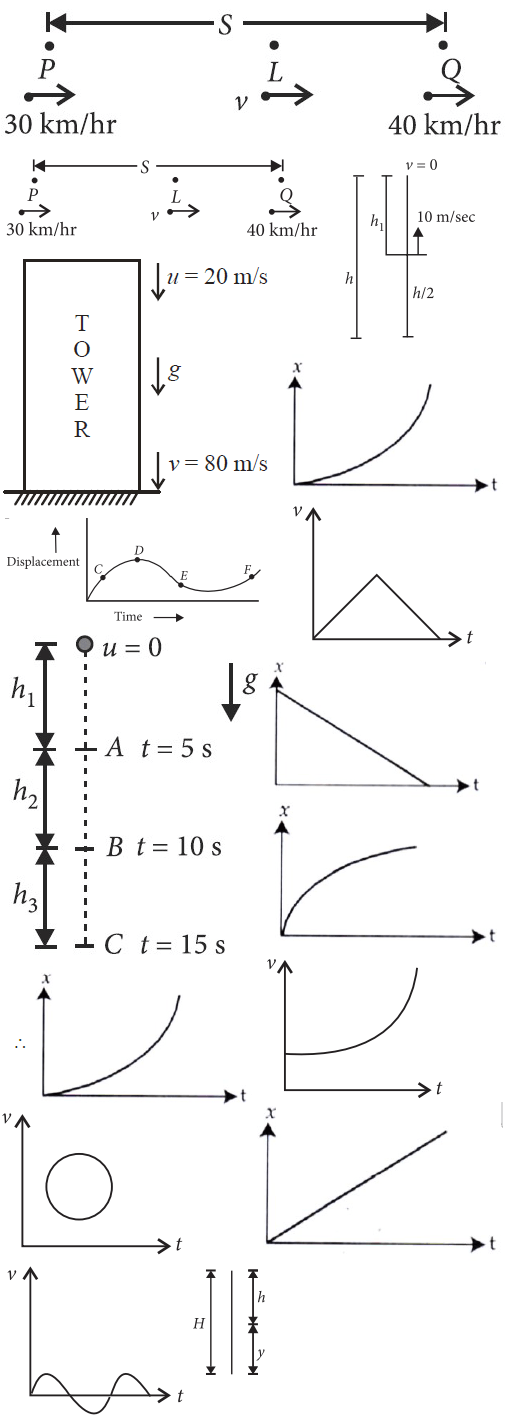 S
P L Q
v
30 km/hr 40 km/hr
S
P L Q
v
30 km/hr 40 km/hr
v = 0
h₁ 10 m/sec
h
h/2
u = 20 m/s
T
O
W
E
R
g
v = 80 m/s
x
t
Displacement
C D E F
Time
v
t
u = 0
h₁
g
A t = 5 s
h₂
B t = 10 s
h₃
C t = 15 s
x
t
x
t
x
∴
t
v
t
v
t
x
t
v
t
H
h
y